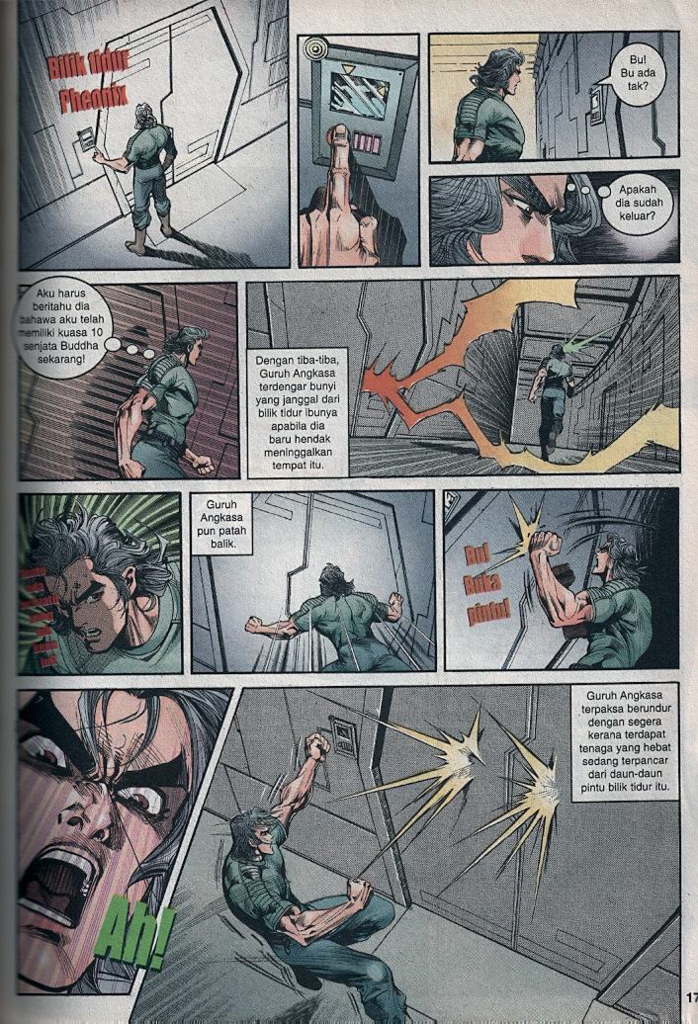 Bilik tidur
Pheonix
Bu!
Bu ada
tak?
Apakah
dia sudah
keluar?
Aku harus
beritahu dia
bahawa aku telah
memiliki kuasa 10
senjata Buddha
sekarang!
Dengan tiba-tiba,
Guruh Angkasa
terdengar bunyi
yang janggal dari
bilik tidur ibunya
apabila dia
baru hendak
meninggalkan
tempat itu.
Guruh
Angkasa
pun patah
balik.
Bu!
Buka
pintu!
Guruh Angkasa
terpaksa berundur
dengan segera
kerana terdapat
tenaga yang hebat
sedang terpancar
dari daun-daun
pintu bilik tidur itu.
Ah!
17